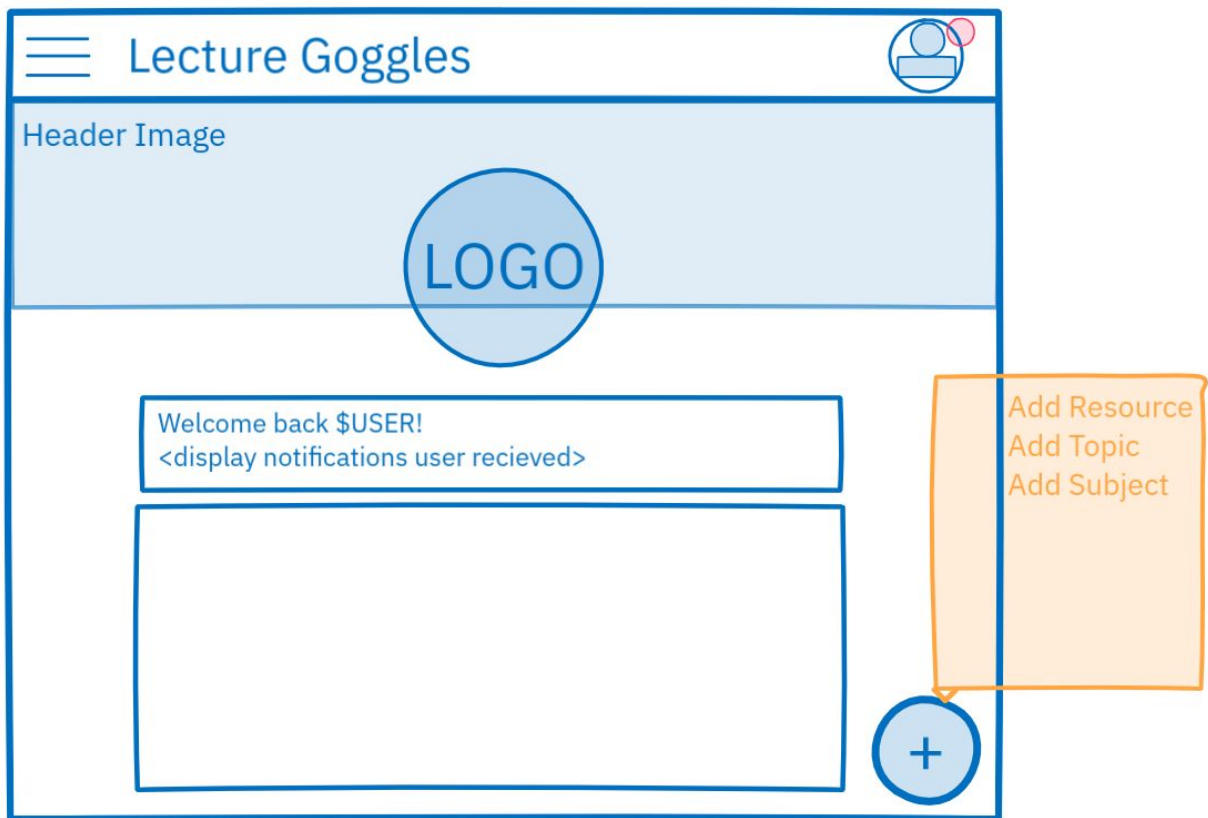 Lecture Goggles
Header Image
LOGO
Welcome back $USER!
<display notifications user recieved>
Add Resource
Add Topic
Add Subject
+